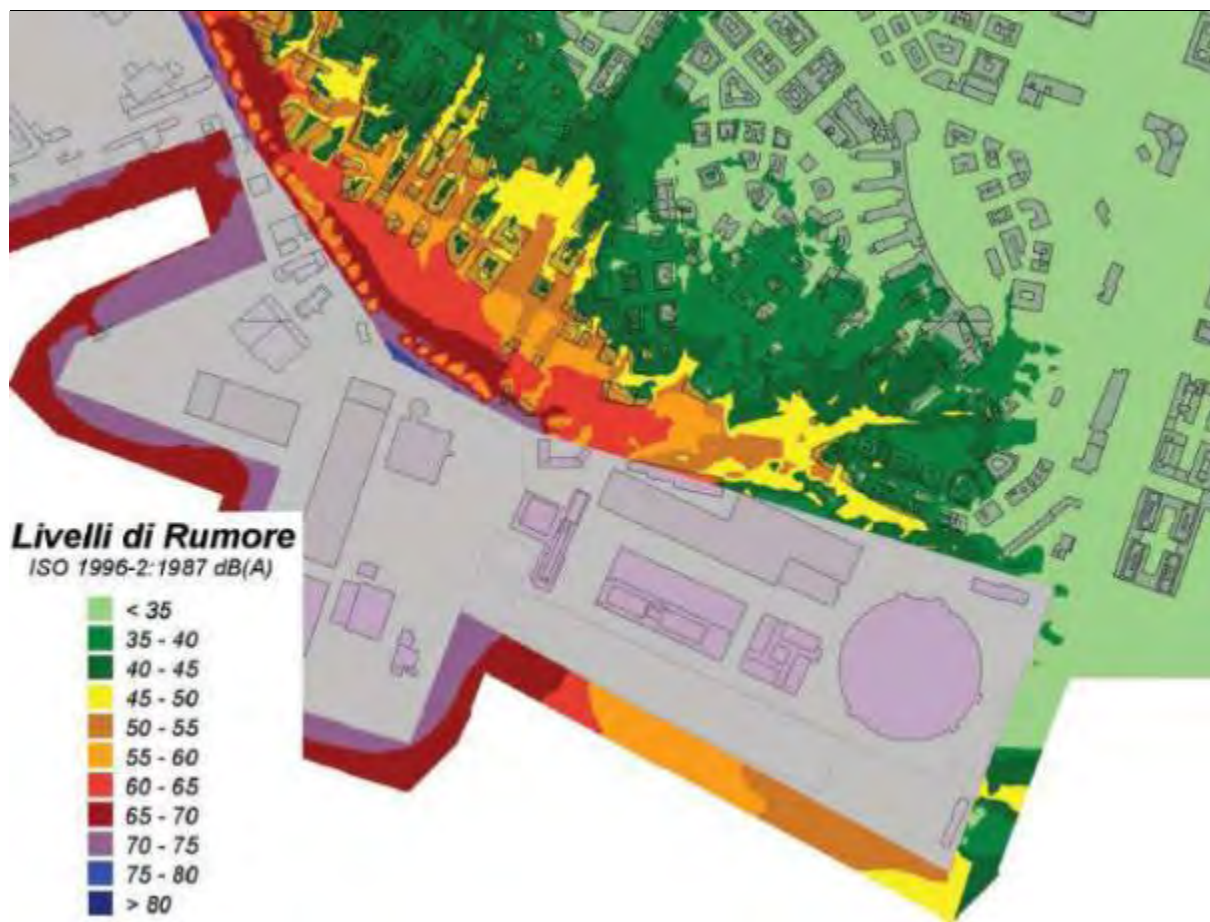 Livelli di Rumore
ISO 1996-2:1987 dB(A)
< 35
35 - 40
40 - 45
45 - 50
50 - 55
55 - 60
60 - 65
65 - 70
70 - 75
75 - 80
> 80